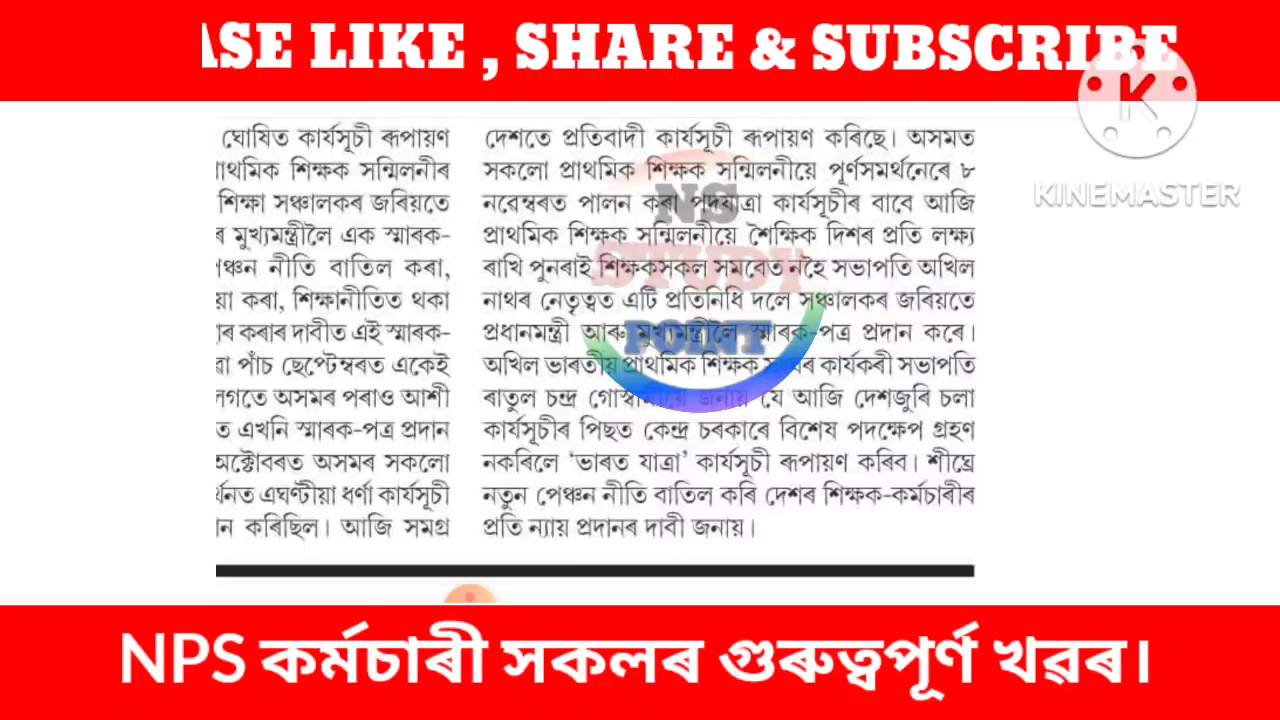 ASE LIKE , SHARE & SUBSCRIBE
KINEMASTER
ঘোষিত কাৰ্যসূচী ৰূপায়ণ
শিক্ষক সন্মিলনীৰ
শিক্ষা সঞ্চালকৰ জৰিয়তে
ৰ মুখ্যমন্ত্ৰীলৈ এক স্মাৰক-
নীতি বাতিল কৰা,
কৰা, শিক্ষানীতিত থকা
কৰাৰ দাবীত এই স্মাৰক-
পাঁচ ছেপ্টেম্বৰত একেই
লগতে অসমৰ পৰাও আশী
ত এখনি স্মাৰক-পত্ৰ প্ৰদান
অক্টোবৰত অসমৰ সকলো
এঘণ্টীয়া ধৰ্ণা কাৰ্যসূচী
কৰিছিল। আজি সমগ্ৰ
দেশতে প্ৰতিবাদী কাৰ্যসূচী ৰূপায়ণ কৰিছে। অসমত
সকলো প্ৰাথমিক শিক্ষক সন্মিলনীয়ে পূৰ্ণসমৰ্থনেৰে ৮
নৱেম্বৰত পালন কৰা পদযাত্ৰা কাৰ্যসূচীৰ বাবে আজি
প্ৰাথমিক শিক্ষক সন্মিলনীয়ে শৈক্ষিক দিশৰ প্ৰতি লক্ষ্য
ৰাখি পুনৰাই শিক্ষকসকল সমবেত নহৈ সভাপতি অখিল
নাথৰ নেতৃত্বত এটি প্ৰতিনিধি দলে সঞ্চালকৰ জৰিয়তে
প্ৰধানমন্ত্ৰী আৰু মুখ্যমন্ত্ৰীলৈ স্মাৰক-পত্ৰ প্ৰদান কৰে।
অখিল ভাৰতীয় প্ৰাথমিক শিক্ষক কাৰ্যকৰী সভাপতি
ৰাতুল চন্দ্ৰ গোস্বামীয়ে জনায় যে আজি দেশজুৰি চলা
কাৰ্যসূচীৰ পিছত কেন্দ্ৰ চৰকাৰে বিশেষ পদক্ষেপ গ্ৰহণ
নকৰিলে ‘ভাৰত যাত্ৰা’ কাৰ্যসূচী ৰূপায়ণ কৰিব। শীঘ্ৰে
নতুন পেঞ্চন নীতি বাতিল কৰি দেশৰ শিক্ষক-কৰ্মচাৰীৰ
প্ৰতি ন্যায় প্ৰদানৰ দাবী জনায়।
NS
STUDY
POINT
NPS কৰ্মচাৰী সকলৰ গুৰুত্বপূৰ্ণ খৱৰ।